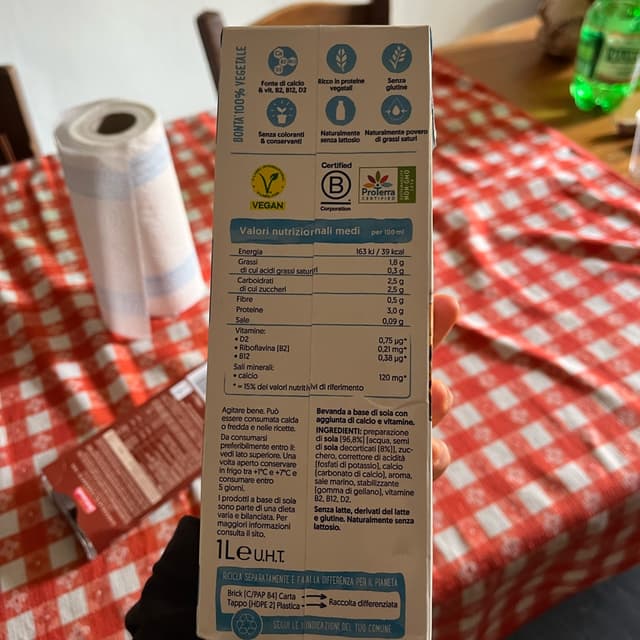 BONTÀ 100% VEGETALE
Fonte di calcio
& vit. B2, B12, D2
Ricco in proteine
vegetali
Senza
glutine
Senza coloranti
& conservanti
Naturalmente
senza lattosio
Naturalmente povero
di grassi saturi
VEGAN
Certified
B
Corporation
ProTerra
CERTIFIED
NON GMO
Valori nutrizionali medi per 100 ml
Energia 163 kJ / 39 kcal
Grassi 1,8 g
di cui acidi grassi saturi 0,3 g
Carboidrati 2,5 g
di cui zuccheri 2,5 g
Fibre 0,5 g
Proteine 3,0 g
Sale 0,09 g
Vitamine:
• D2 0,75 µg*
• Riboflavina (B2) 0,21 mg*
• B12 0,38 µg*
Sali minerali:
• calcio 120 mg*
* = 15% dei valori nutritivi di riferimento
Agitare bene. Può
essere consumata calda
o fredda e nelle ricette.
Da consumarsi
preferibilmente entro il:
vedi lato superiore. Una
volta aperto conservare
in frigo tra +1°C e +7°C e
consumare entro
5 giorni.
I prodotti a base di soia
sono parte di una dieta
varia e bilanciata. Per
maggiori informazioni
consulta il sito.
1L e U.H.T.
Bevanda a base di soia con
aggiunta di calcio e vitamine.
INGREDIENTI: preparazione
di soia (96,8%) [acqua, semi
di soia decorticati (8%)], zuc-
chero, correttore di acidità
(fosfati di potassio), calcio
(carbonato di calcio), aroma,
sale marino, stabilizzante
(gomma di gellano), vitamine
B2, B12, D2.
Senza latte, derivati del latte
e glutine. Naturalmente senza
lattosio.
RICICLA SEPARATAMENTE E FAI LA DIFFERENZA PER IL PIANETA
Brick (C/PAP 84) Carta
Tappo (HDPE 2) Plastica
Raccolta differenziata
SEGUI LE INDICAZIONI DEL TUO COMUNE